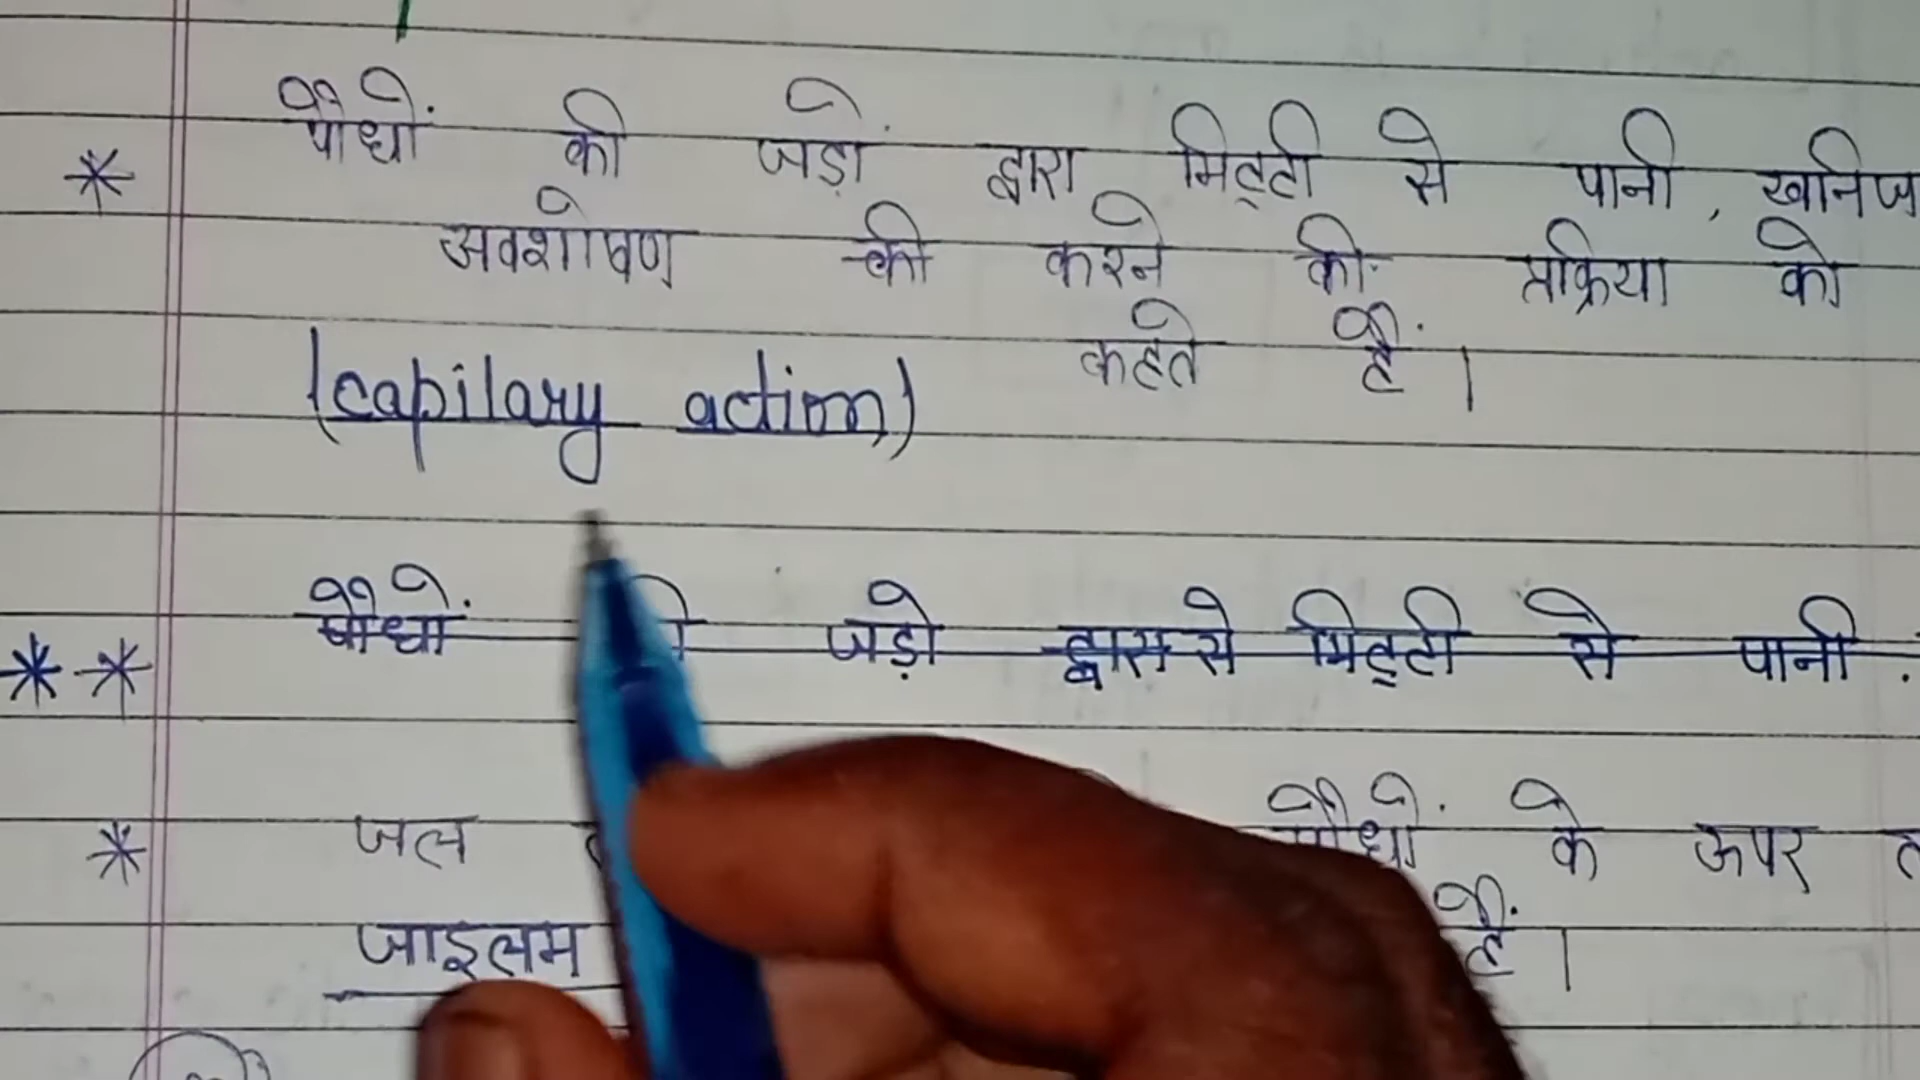 * पौधों की जड़ों द्वारा मिट्टी से पानी, खनिज
अवशोषण की करने की प्रक्रिया को
(capilary action) कहते हैं।
** पौधों जड़ो द्वारा से मिट्टी से पानी
* जल पौधों के ऊपर
जाइलम हैं।